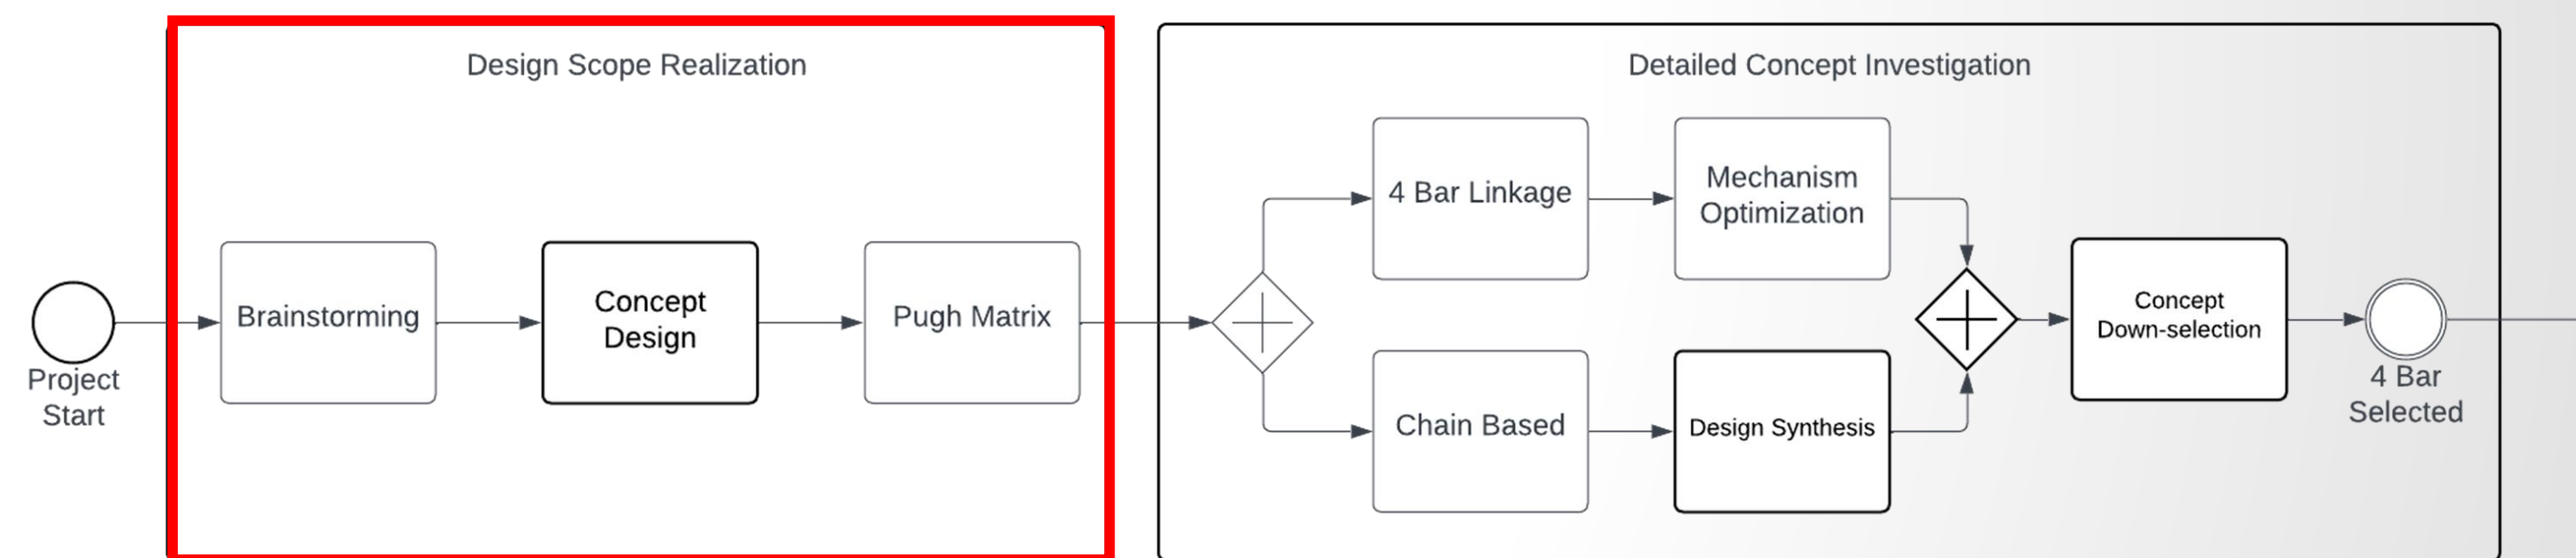 Design Scope Realization
Project
Start
Brainstorming
Concept
Design
Pugh Matrix
Detailed Concept Investigation
4 Bar Linkage
Mechanism
Optimization
Chain Based
Design Synthesis
Concept
Down-selection
4 Bar
Selected